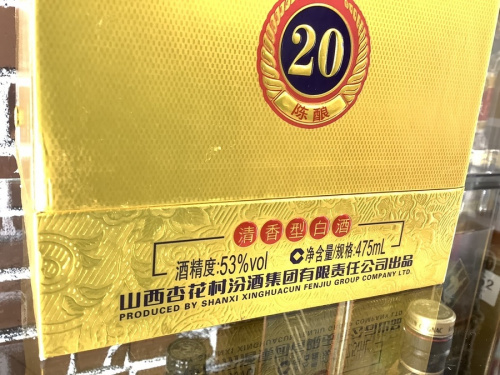 20
陈酿
清香型白酒
酒精度:53%vol 净含量/规格:475mL
山西杏花村汾酒集团有限责任公司出品
PRODUCED BY SHANXI XINGHUACUN FENJIU GROUP COMPANY LTD.